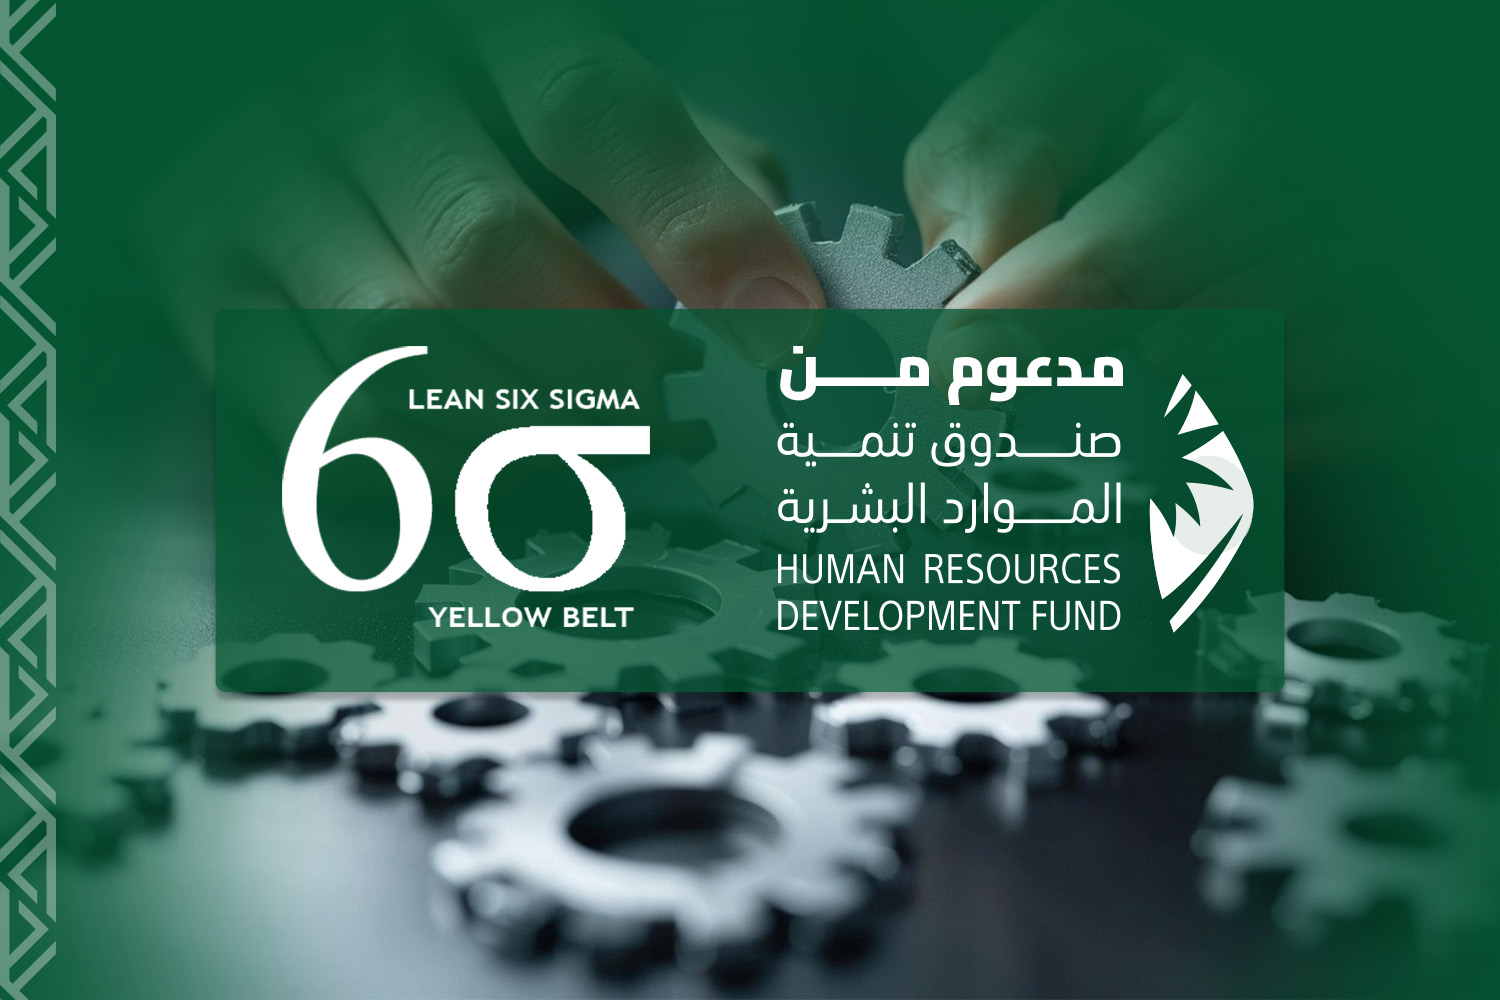 6σ
LEAN SIX SIGMA
YELLOW BELT
مدعوم من
صندوق تنمية
الموارد البشرية
HUMAN RESOURCES
DEVELOPMENT FUND